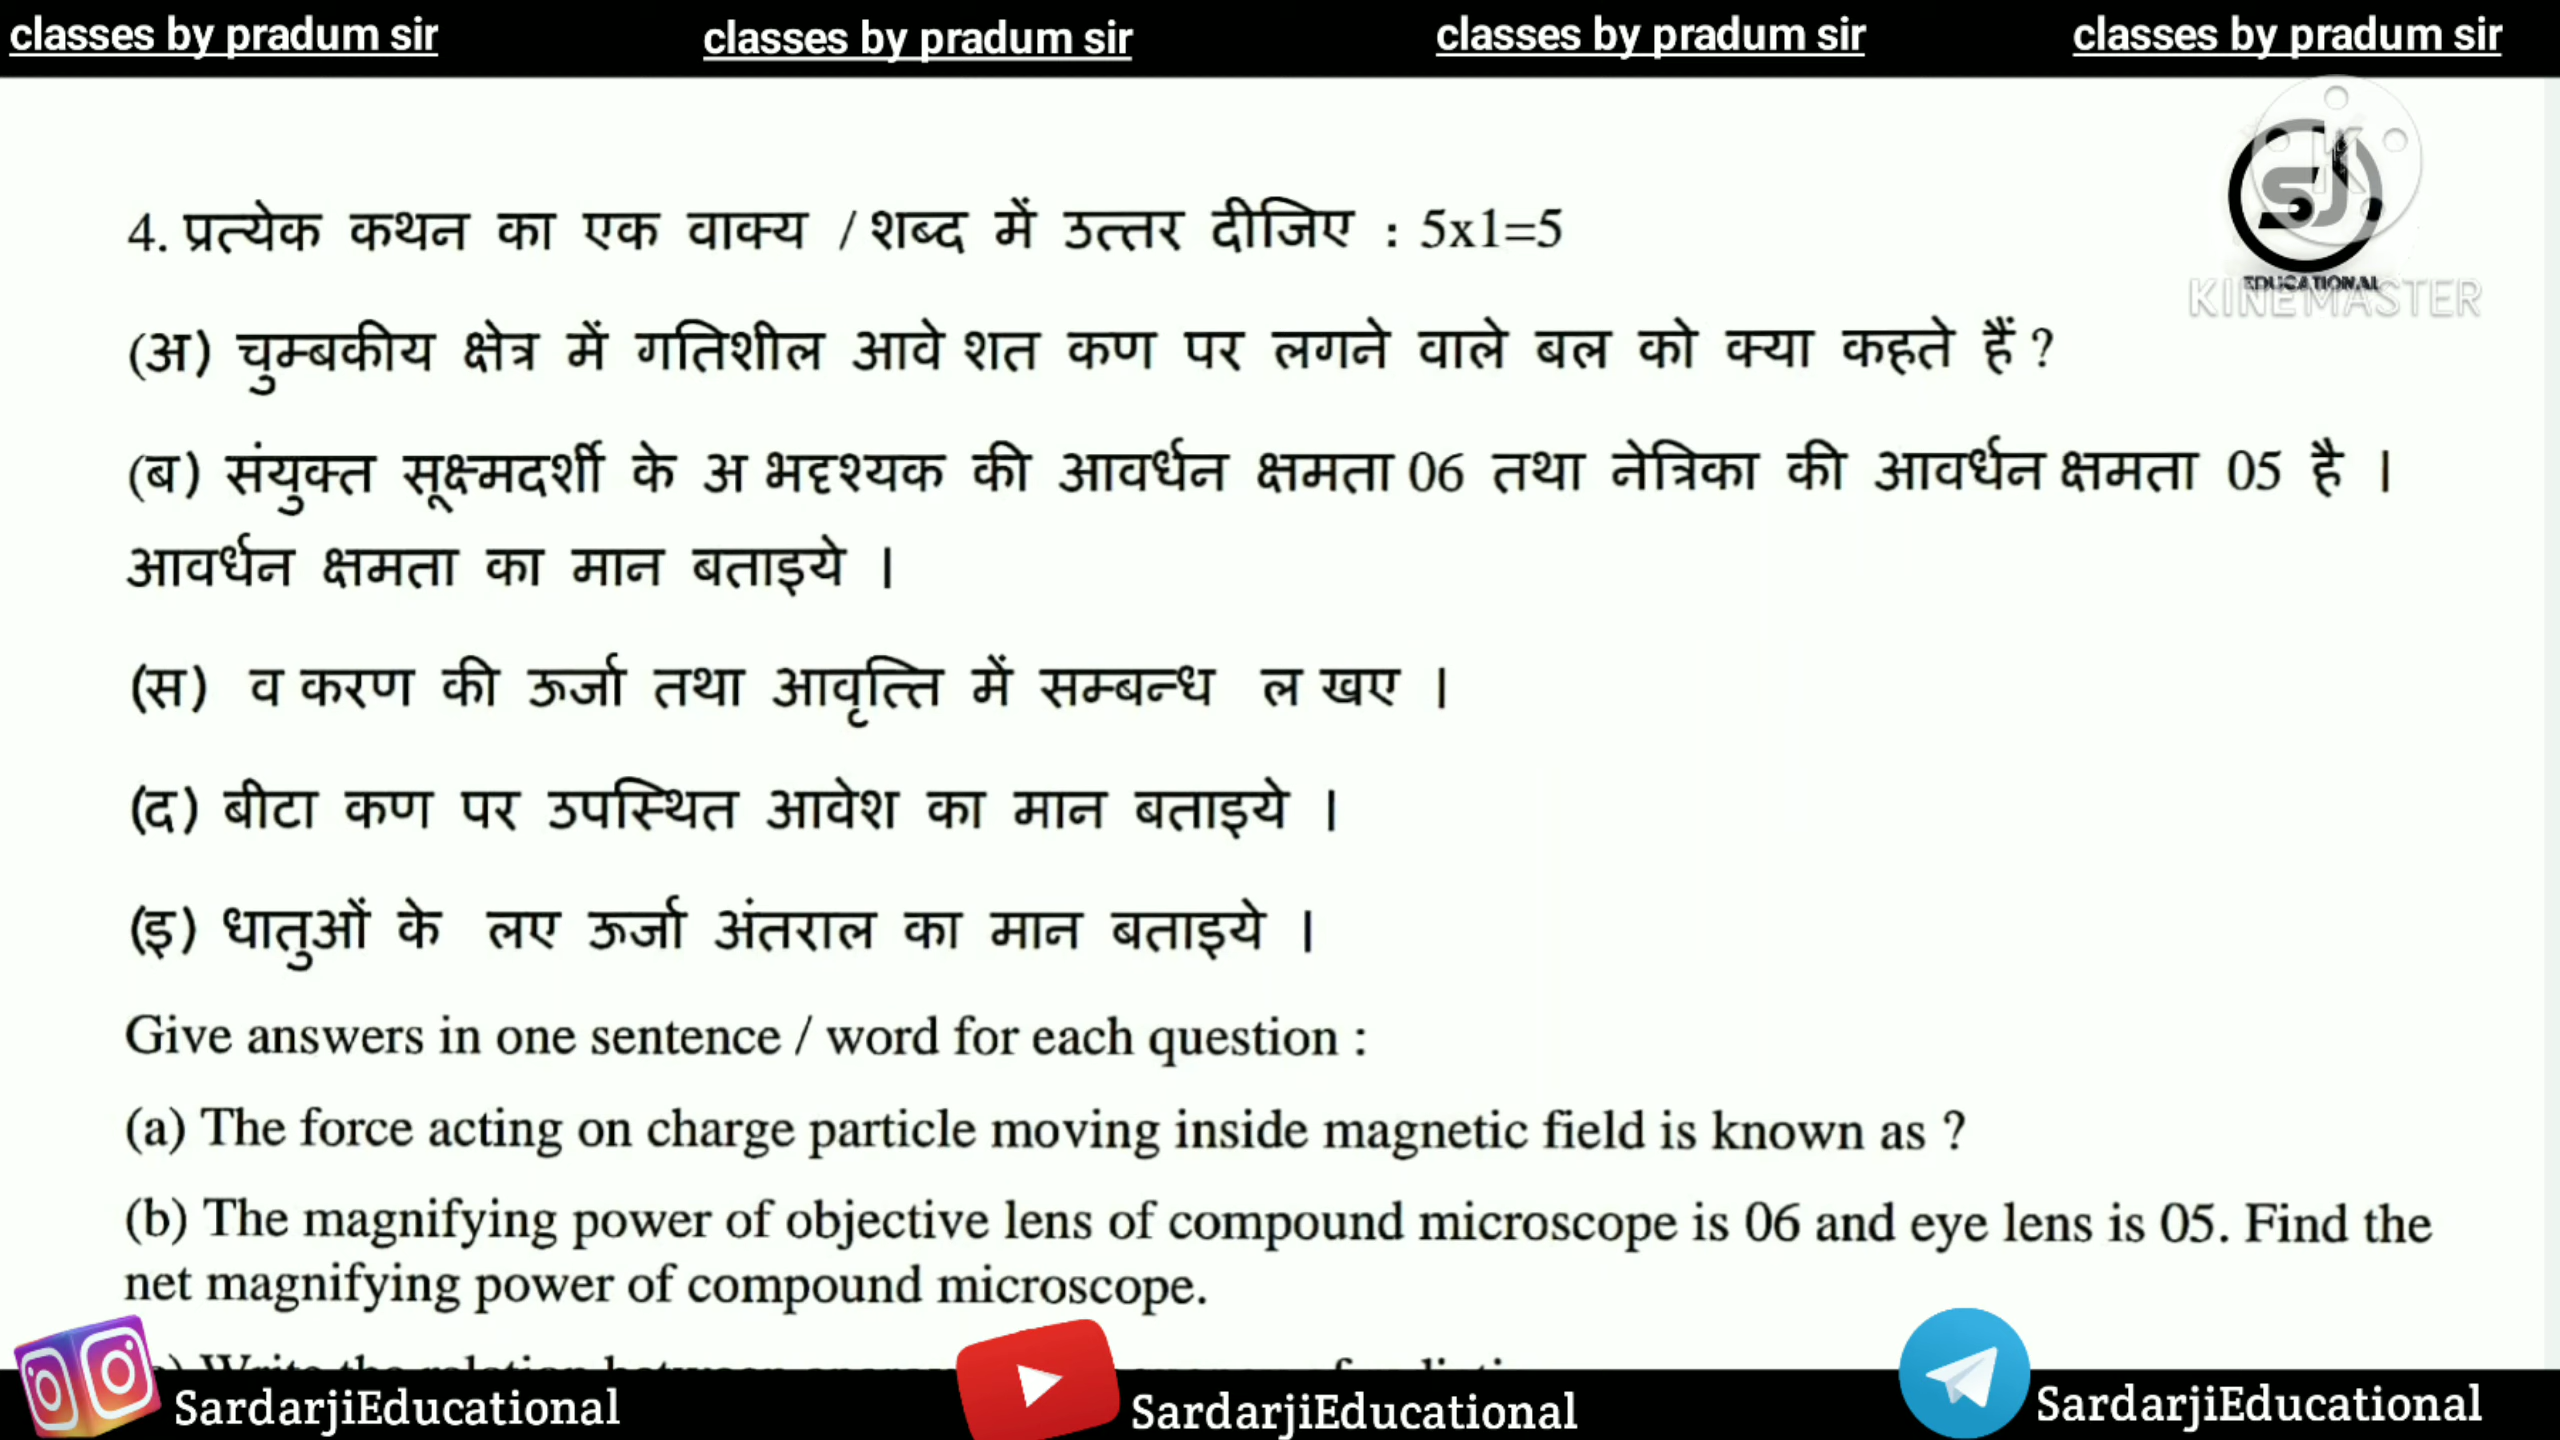 classes by pradum sir classes by pradum sir classes by pradum sir classes by pradum sir
EDUCATIONAL
KINEMASTER
4. प्रत्येक कथन का एक वाक्य / शब्द में उत्तर दीजिए : 5x1=5
(अ) चुम्बकीय क्षेत्र में गतिशील आवे शत कण पर लगने वाले बल को क्या कहते हैं ?
(ब) संयुक्त सूक्ष्मदर्शी के अ भदृश्यक की आवर्धन क्षमता 06 तथा नेत्रिका की आवर्धन क्षमता 05 है ।
आवर्धन क्षमता का मान बताइये ।
(स) व करण की ऊर्जा तथा आवृत्ति में सम्बन्ध ल खए ।
(द) बीटा कण पर उपस्थित आवेश का मान बताइये ।
(इ) धातुओं के लए ऊर्जा अंतराल का मान बताइये ।
Give answers in one sentence / word for each question :
(a) The force acting on charge particle moving inside magnetic field is known as ?
(b) The magnifying power of objective lens of compound microscope is 06 and eye lens is 05. Find the
net magnifying power of compound microscope.
Write the relation between
SardarjiEducational SardarjiEducational SardarjiEducational